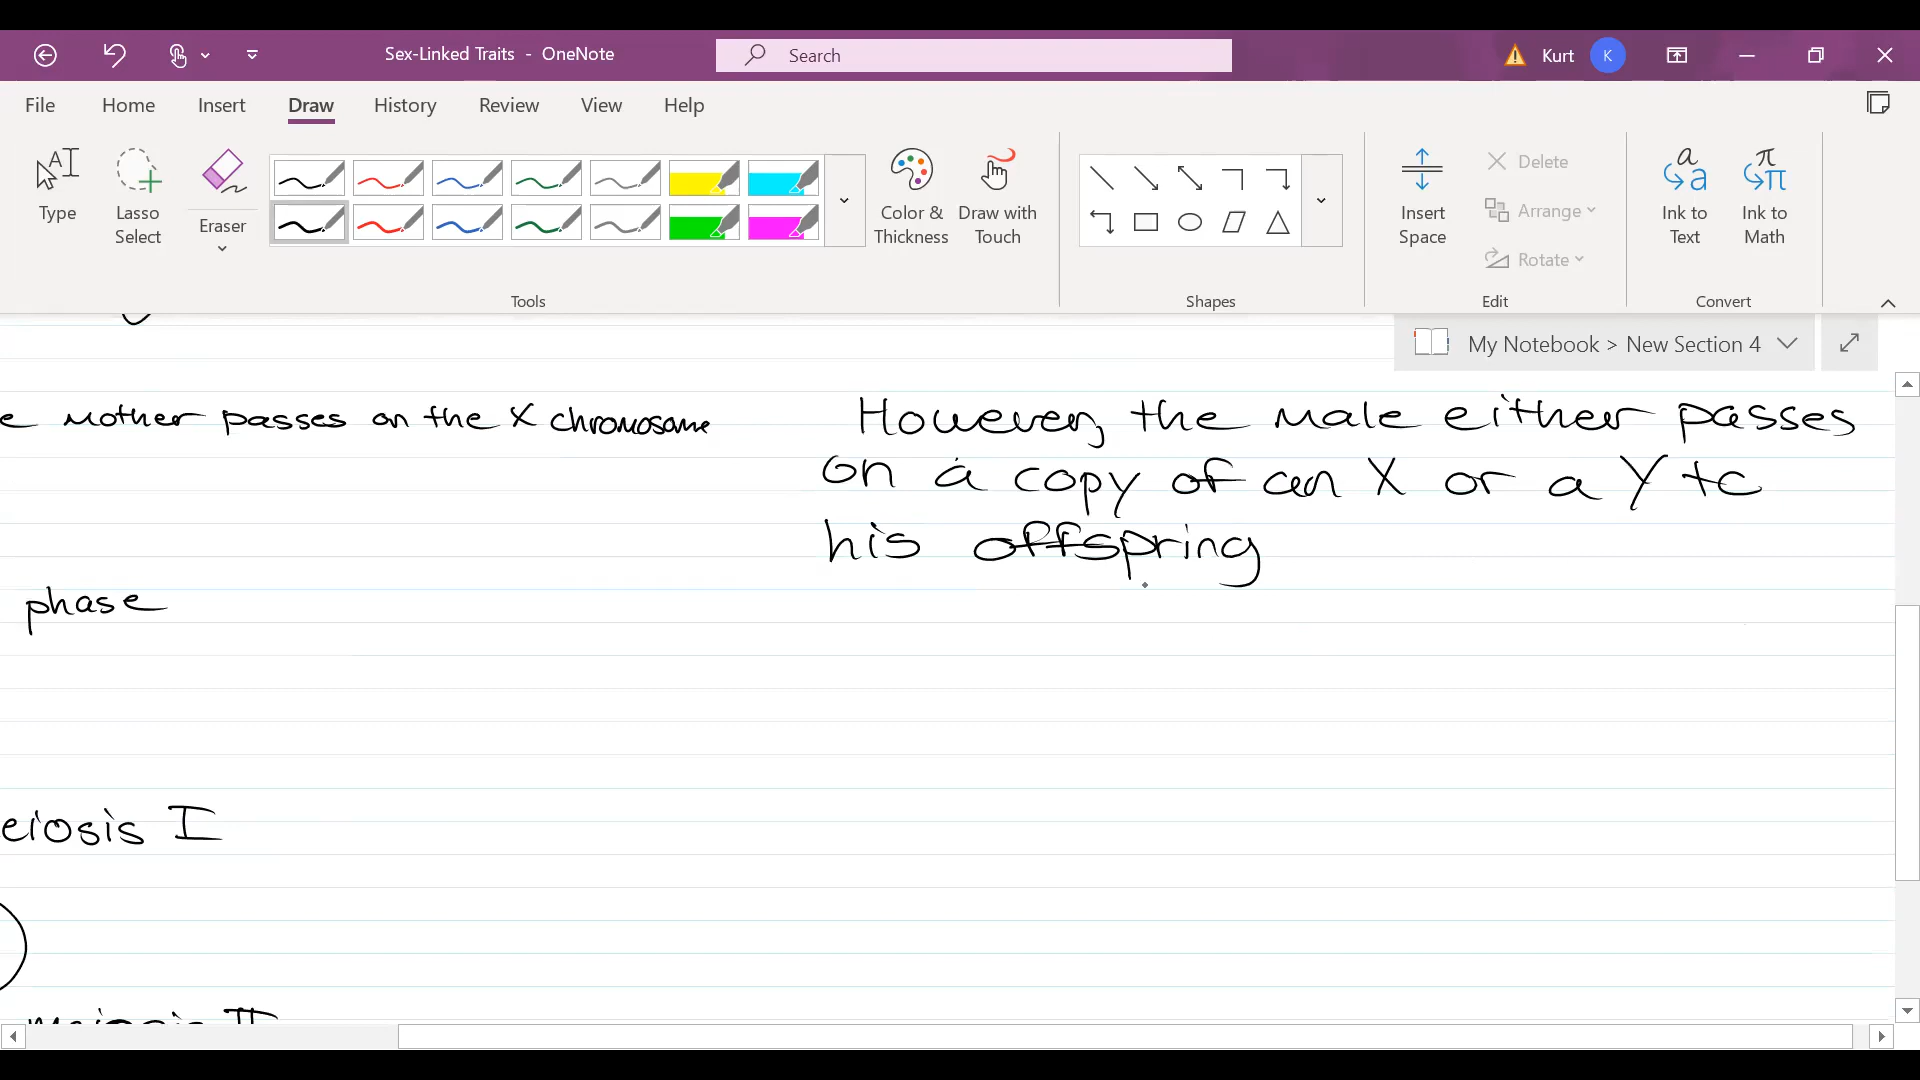 Sex-Linked Traits - OneNote
Search
Kurt
K
File Home Insert Draw History Review View Help
Type
Lasso Select
Eraser
Color & Thickness
Draw with Touch
Insert Space
Delete
Arrange
Rotate
Ink to Text
Ink to Math
Tools
Shapes
Edit
Convert
My Notebook > New Section 4
e Mother passes on the X chromosome
However, the male either passes
on a copy of an X or a Y to
his offspring
phase
eiosis I
meiosis II